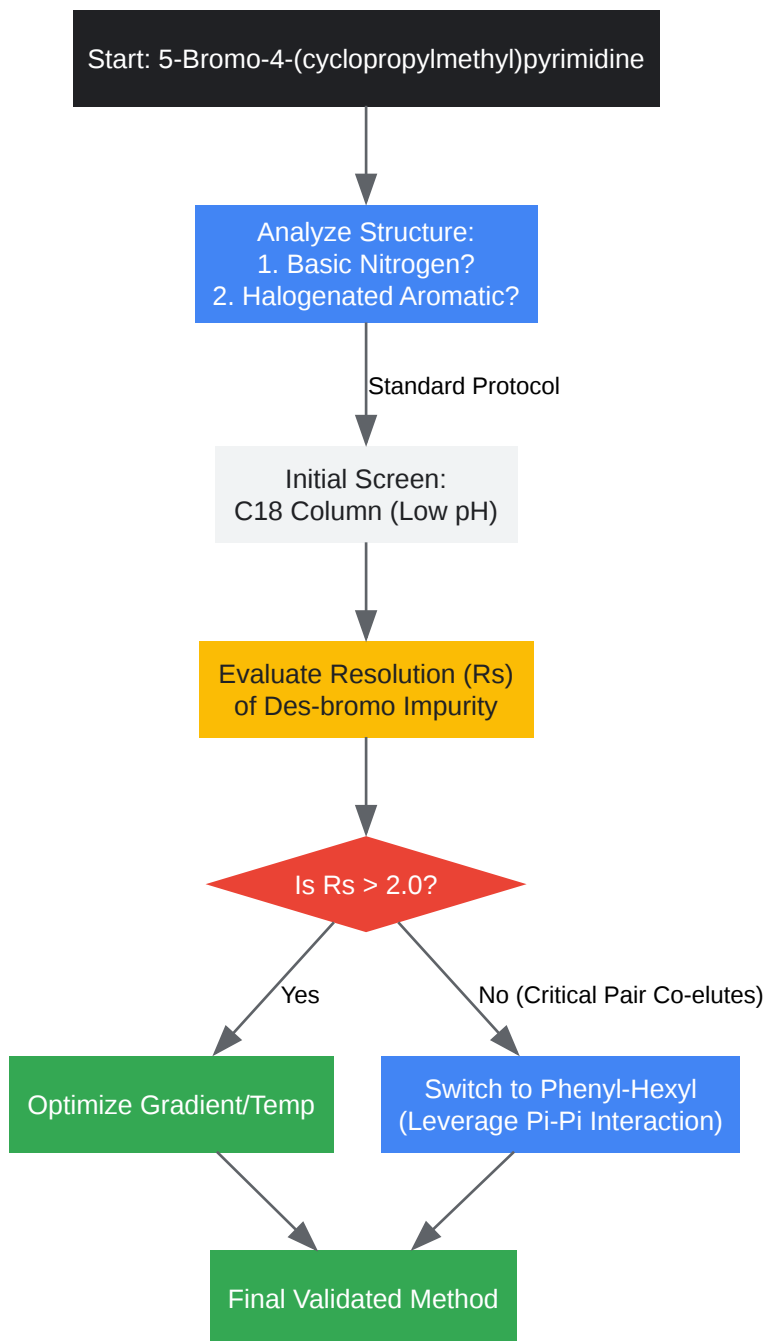 Start: 5-Bromo-4-(cyclopropylmethyl)pyrimidine
Analyze Structure:
1. Basic Nitrogen?
2. Halogenated Aromatic?
Standard Protocol
Initial Screen:
C18 Column (Low pH)
Evaluate Resolution (Rs)
of Des-bromo Impurity
Is Rs > 2.0?
Yes
No (Critical Pair Co-elutes)
Optimize Gradient/Temp
Switch to Phenyl-Hexyl
(Leverage Pi-Pi Interaction)
Final Validated Method